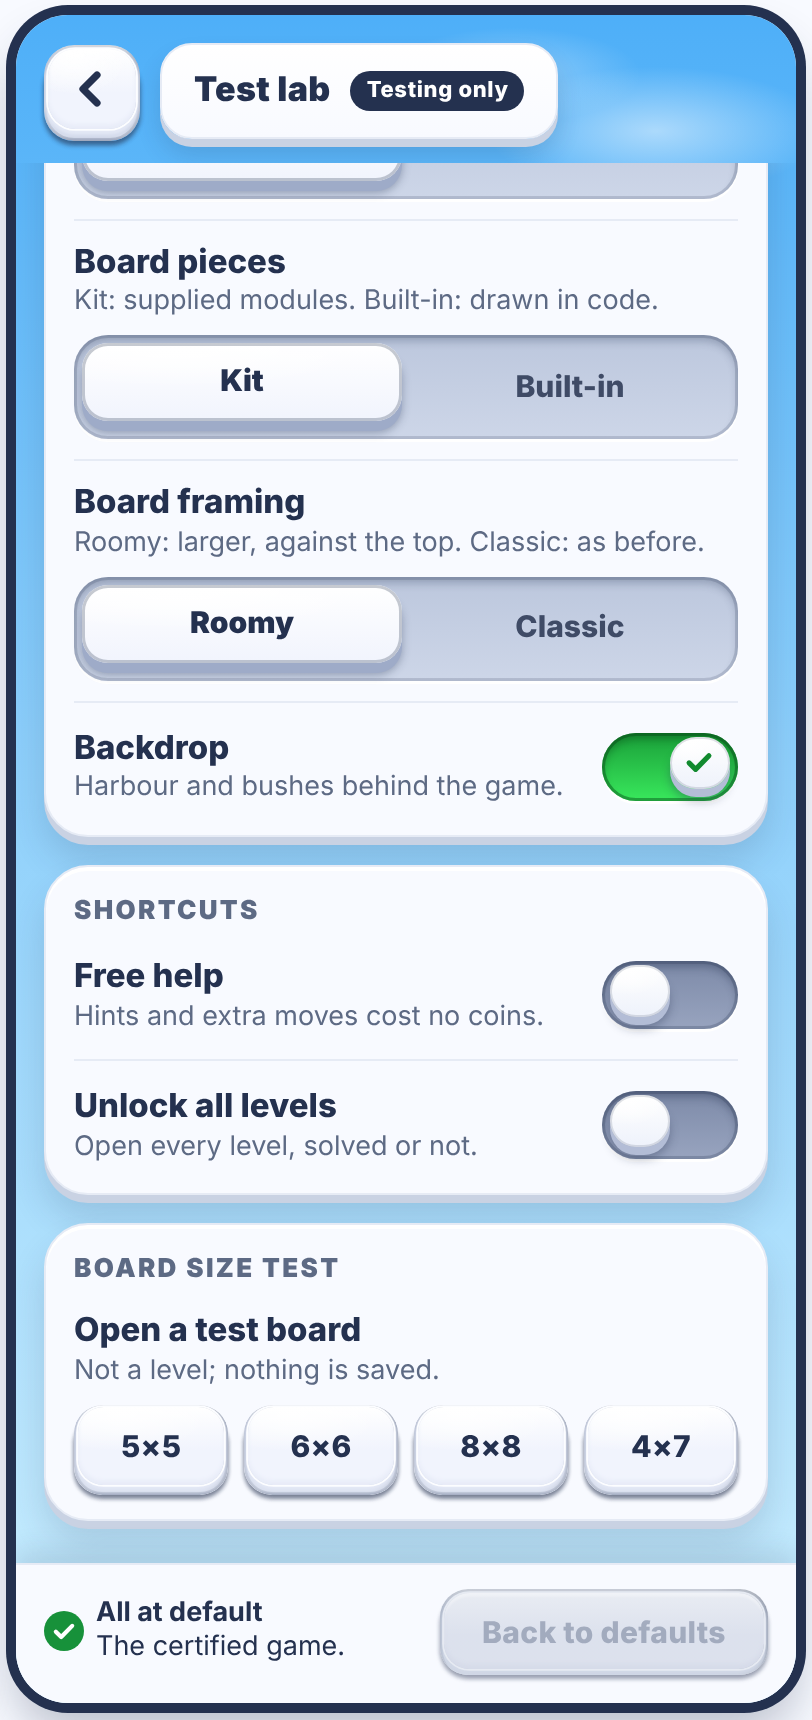 Test lab Testing only
Board pieces
Kit: supplied modules. Built-in: drawn in code.
Kit Built-in
Board framing
Roomy: larger, against the top. Classic: as before.
Roomy Classic
Backdrop
Harbour and bushes behind the game.
SHORTCUTS
Free help
Hints and extra moves cost no coins.
Unlock all levels
Open every level, solved or not.
BOARD SIZE TEST
Open a test board
Not a level; nothing is saved.
5×5 6×6 8×8 4×7
All at default
The certified game.
Back to defaults